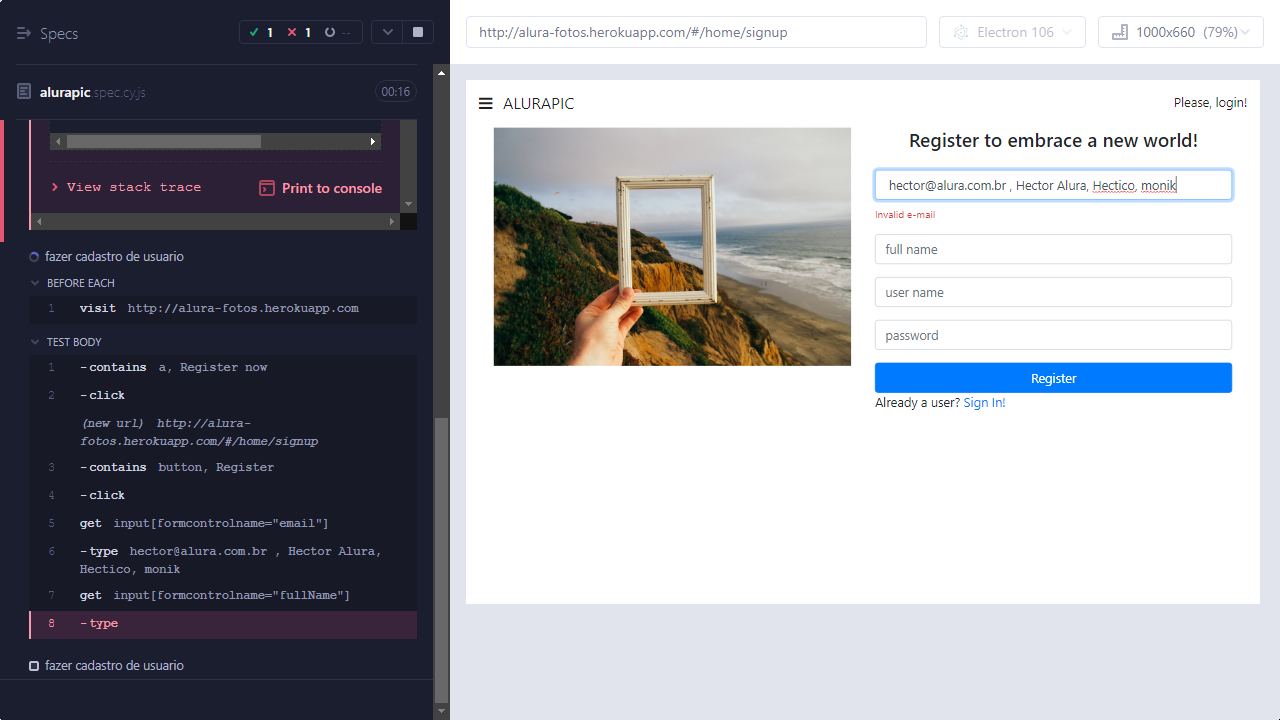 Specs
1
1
--
alurapic.spec.cy.js
00:16
View stack trace
Print to console
fazer cadastro de usuario
BEFORE EACH
1 visit http://alura-fotos.herokuapp.com
TEST BODY
1 -contains a, Register now
2 -click
(new url) http://alura-
fotos.herokuapp.com/#/home/signup
3 -contains button, Register
4 -click
5 get input[formcontrolname="email"]
6 -type hector@alura.com.br , Hector Alura,
Hectico, monik
7 get input[formcontrolname="fullName"]
8 -type
fazer cadastro de usuario
http://alura-fotos.herokuapp.com/#/home/signup
Electron 106
1000x660 (79%)
ALURAPIC
Please, login!
Register to embrace a new world!
hector@alura.com.br , Hector Alura, Hectico, monik
Invalid e-mail
full name
user name
password
Register
Already a user? Sign In!